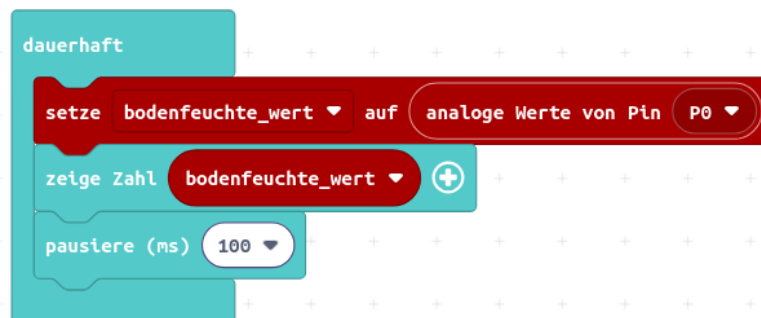 dauerhaft
setze bodenfeuchte_wert auf analoge Werte von Pin P0
zeige Zahl bodenfeuchte_wert
pausiere (ms) 100